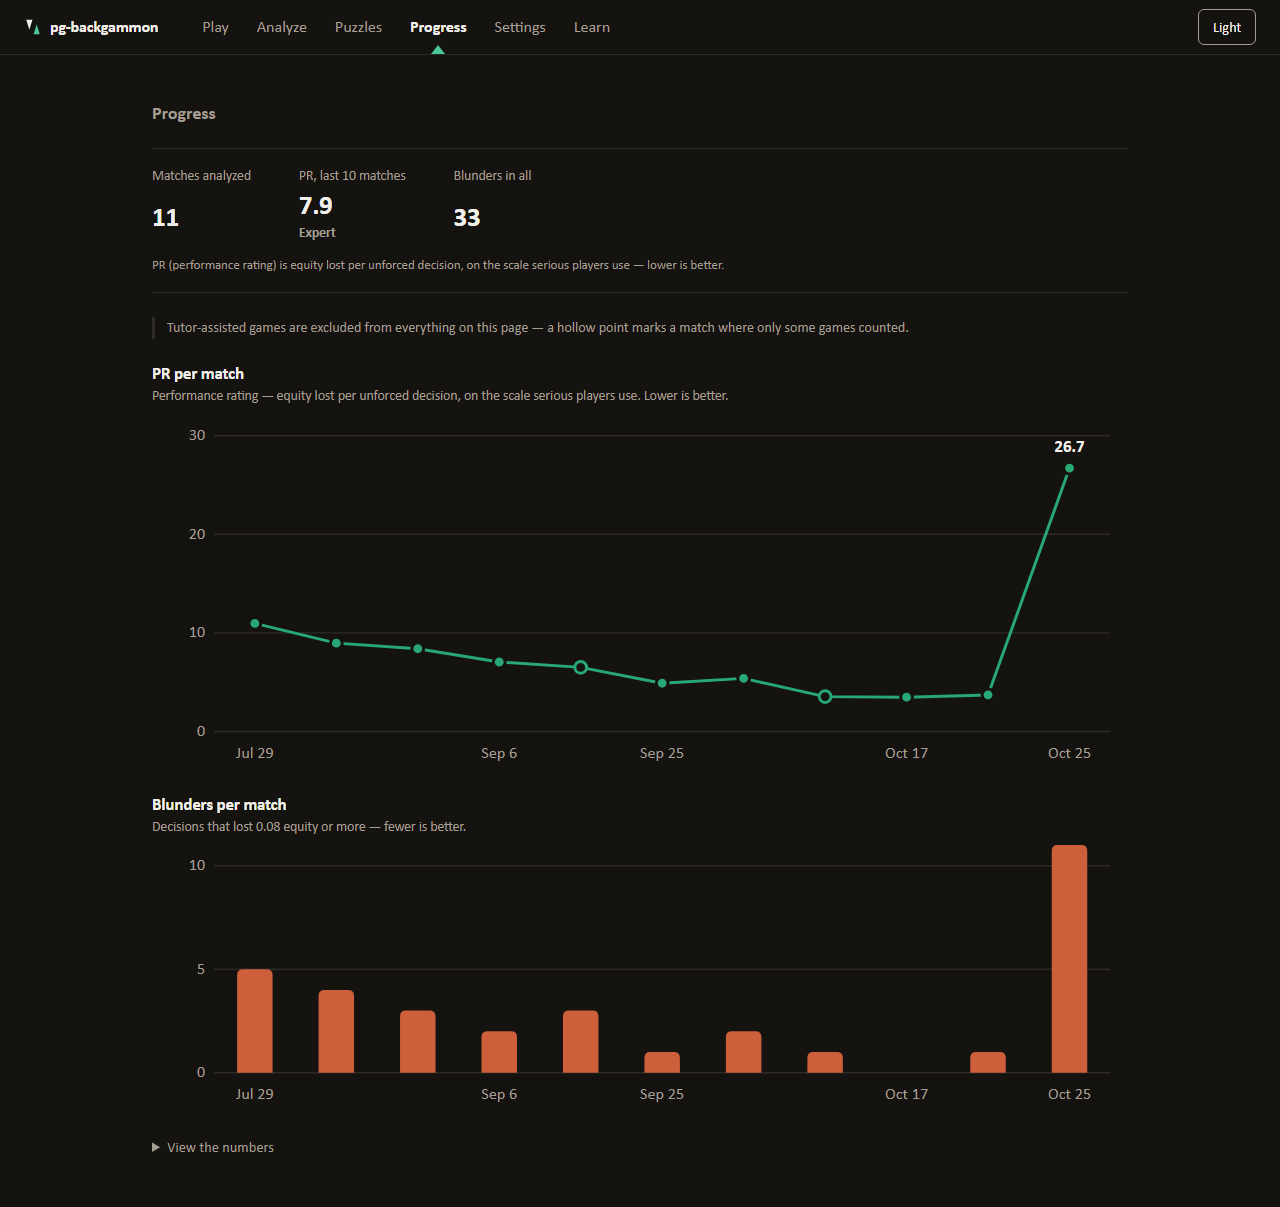 pg-backgammon Play Analyze Puzzles Progress Settings Learn Light
Progress
Matches analyzed PR, last 10 matches Blunders in all
11 7.9 33
Expert
PR (performance rating) is equity lost per unforced decision, on the scale serious players use — lower is better.
Tutor-assisted games are excluded from everything on this page — a hollow point marks a match where only some games counted.
PR per match
Performance rating — equity lost per unforced decision, on the scale serious players use. Lower is better.
30
26.7
20
10
0
Jul 29 Sep 6 Sep 25 Oct 17 Oct 25
Blunders per match
Decisions that lost 0.08 equity or more — fewer is better.
10
5
0
Jul 29 Sep 6 Sep 25 Oct 17 Oct 25
View the numbers